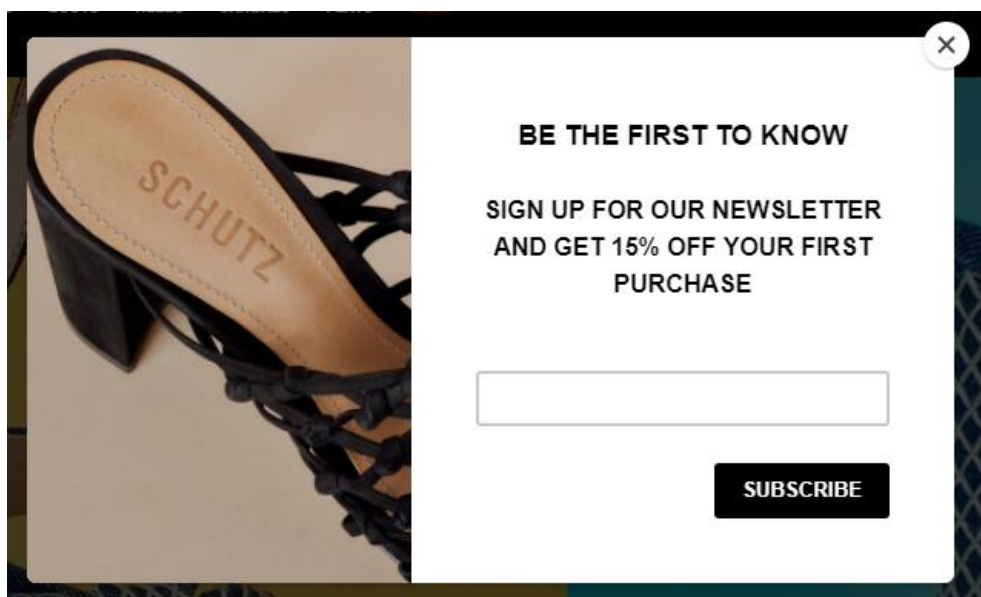 SCHUTZ
BE THE FIRST TO KNOW
SIGN UP FOR OUR NEWSLETTER
AND GET 15% OFF YOUR FIRST
PURCHASE
SUBSCRIBE